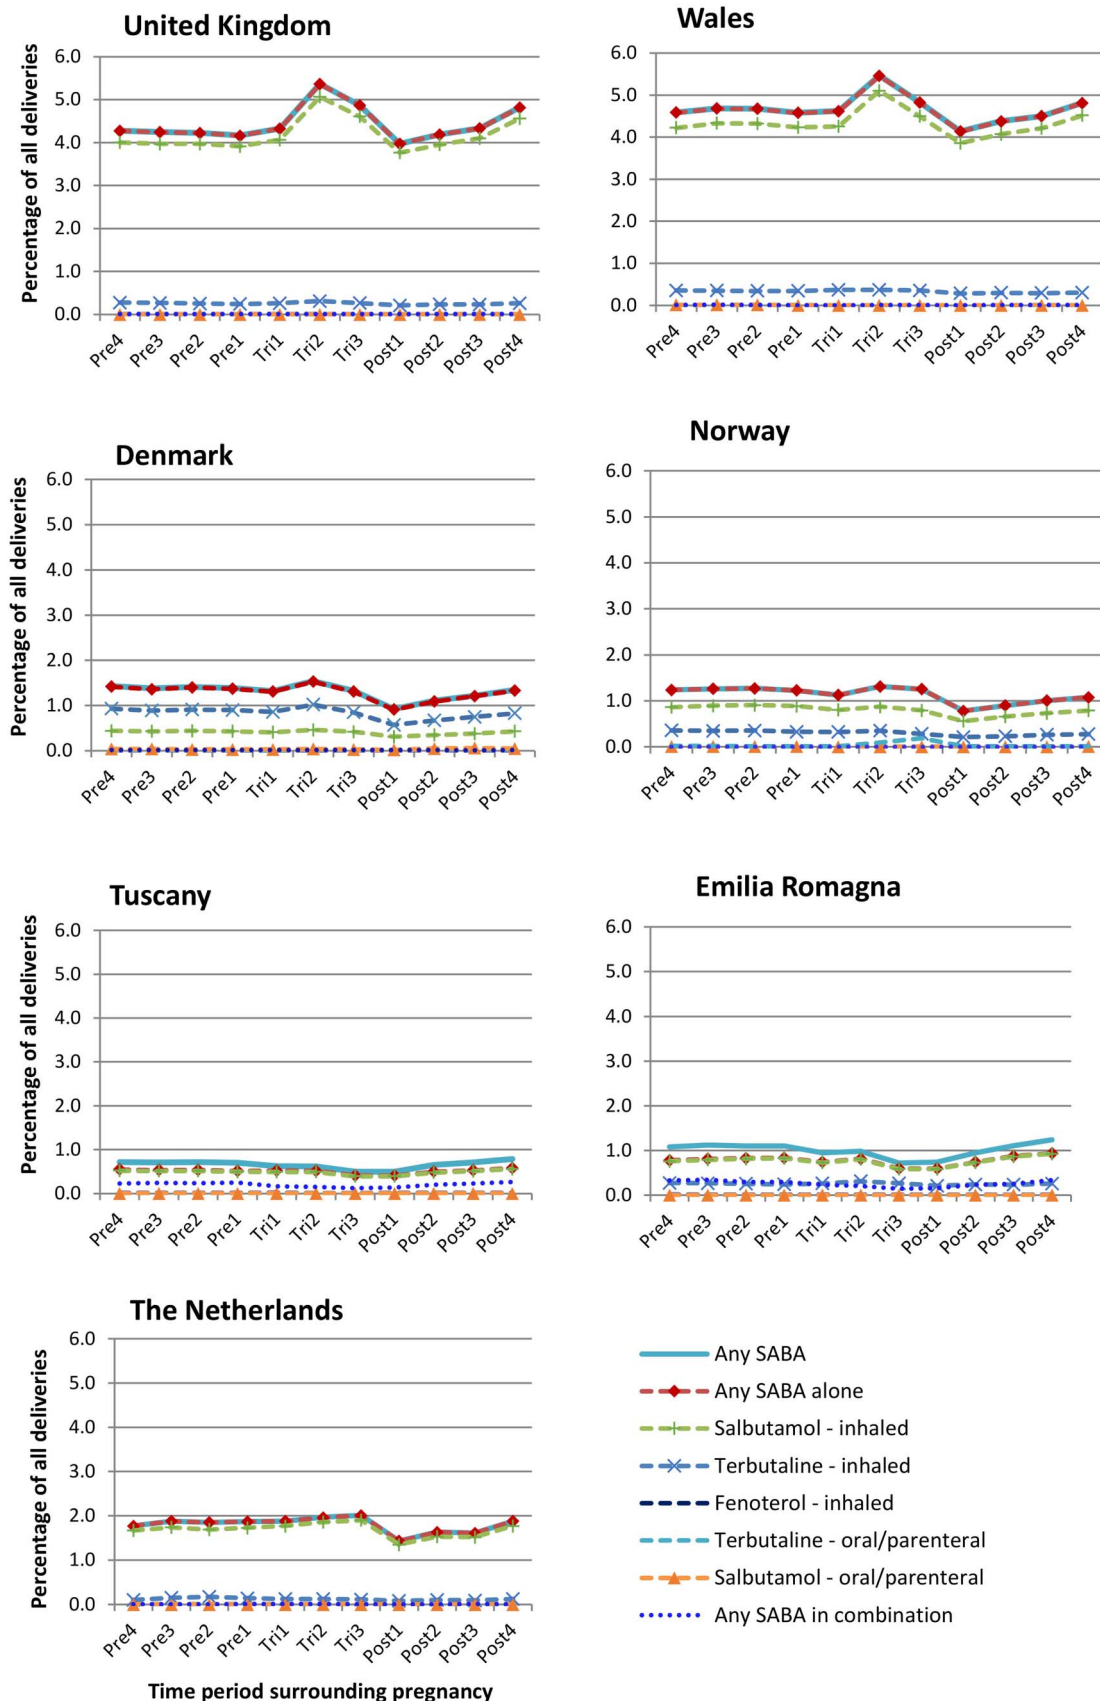 United Kingdom
Percentage of all deliveries
6.0
5.0
4.0
3.0
2.0
1.0
0.0
Pre4 Pre3 Pre2 Pre1 Tri1 Tri2 Tri3 Post1 Post2 Post3 Post4
Wales
6.0
5.0
4.0
3.0
2.0
1.0
0.0
Pre4 Pre3 Pre2 Pre1 Tri1 Tri2 Tri3 Post1 Post2 Post3 Post4
Denmark
Percentage of all deliveries
6.0
5.0
4.0
3.0
2.0
1.0
0.0
Pre4 Pre3 Pre2 Pre1 Tri1 Tri2 Tri3 Post1 Post2 Post3 Post4
Norway
6.0
5.0
4.0
3.0
2.0
1.0
0.0
Pre4 Pre3 Pre2 Pre1 Tri1 Tri2 Tri3 Post1 Post2 Post3 Post4
Tuscany
Percentage of all deliveries
6.0
5.0
4.0
3.0
2.0
1.0
0.0
Pre4 Pre3 Pre2 Pre1 Tri1 Tri2 Tri3 Post1 Post2 Post3 Post4
Emilia Romagna
6.0
5.0
4.0
3.0
2.0
1.0
0.0
Pre4 Pre3 Pre2 Pre1 Tri1 Tri2 Tri3 Post1 Post2 Post3 Post4
The Netherlands
Percentage of all deliveries
6.0
5.0
4.0
3.0
2.0
1.0
0.0
Pre4 Pre3 Pre2 Pre1 Tri1 Tri2 Tri3 Post1 Post2 Post3 Post4
Time period surrounding pregnancy
Any SABA
Any SABA alone
Salbutamol - inhaled
Terbutaline - inhaled
Fenoterol - inhaled
Terbutaline - oral/parenteral
Salbutamol - oral/parenteral
Any SABA in combination